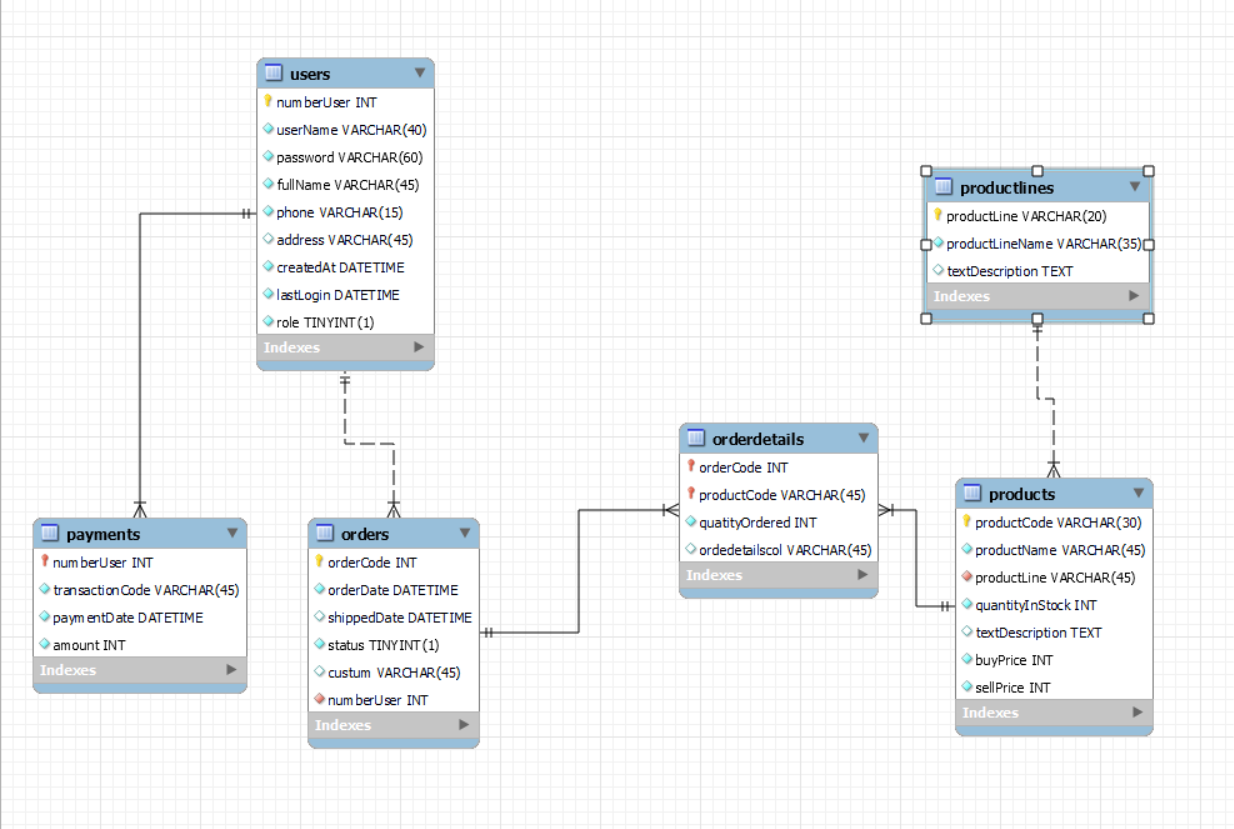 users
numberUser INT
userName VARCHAR(40)
password VARCHAR(60)
fullName VARCHAR(45)
phone VARCHAR(15)
address VARCHAR(45)
createdAt DATETIME
lastLogin DATETIME
role TINYINT(1)
Indexes
productlines
productLine VARCHAR(20)
productLineName VARCHAR(35)
textDescription TEXT
Indexes
orderdetails
orderCode INT
productCode VARCHAR(45)
quatityOrdered INT
ordedetailscol VARCHAR(45)
Indexes
products
productCode VARCHAR(30)
productName VARCHAR(45)
productLine VARCHAR(45)
quantityInStock INT
textDescription TEXT
buyPrice INT
sellPrice INT
Indexes
payments
numberUser INT
transactionCode VARCHAR(45)
paymentDate DATETIME
amount INT
Indexes
orders
orderCode INT
orderDate DATETIME
shippedDate DATETIME
status TINYINT(1)
custum VARCHAR(45)
numberUser INT
Indexes